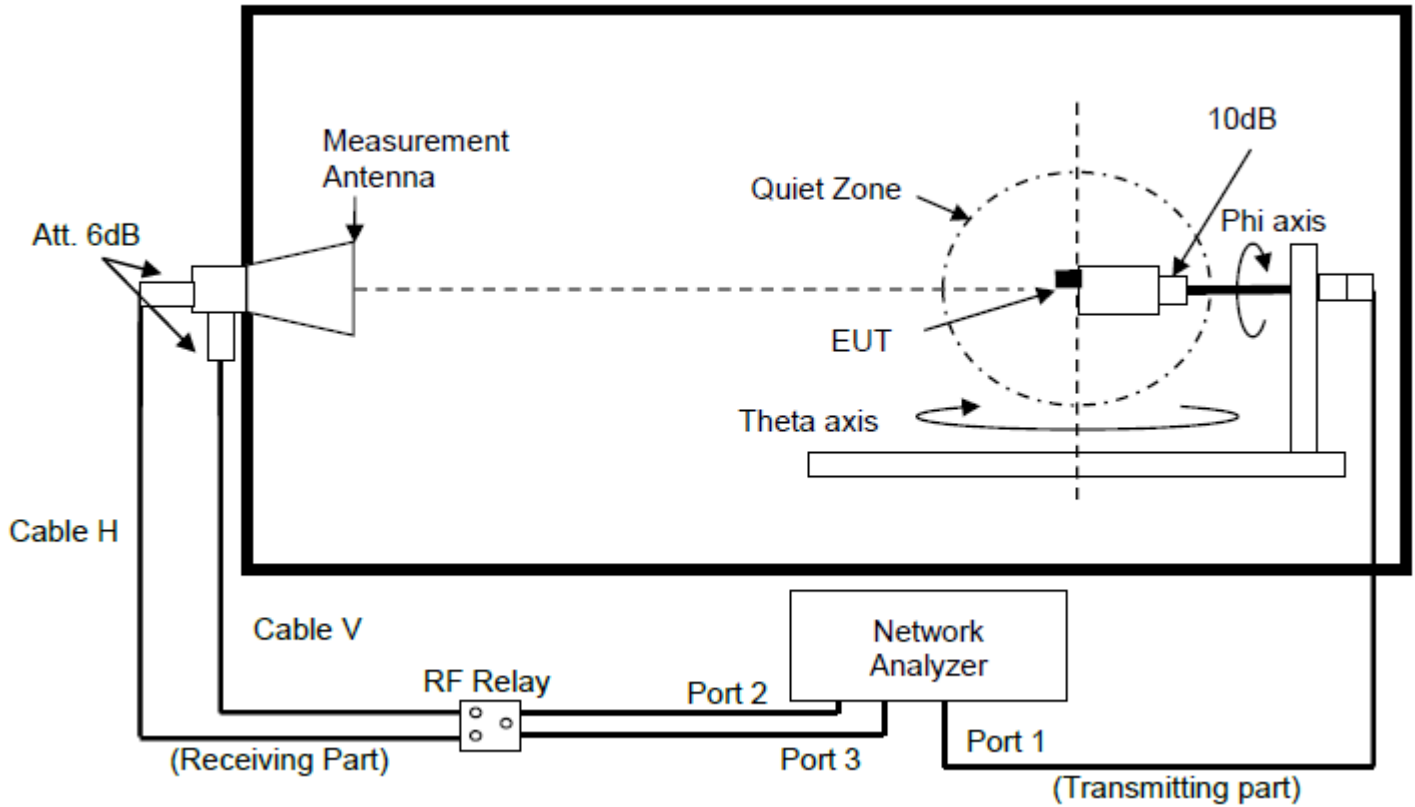 10dB
Measurement
Antenna
Quiet Zone
Phi axis
Att. 6dB
EUT
Theta axis
Cable H
Cable V
Network
Analyzer
RF Relay
Port 2
Port 3
Port 1
(Receiving Part)
(Transmitting part)